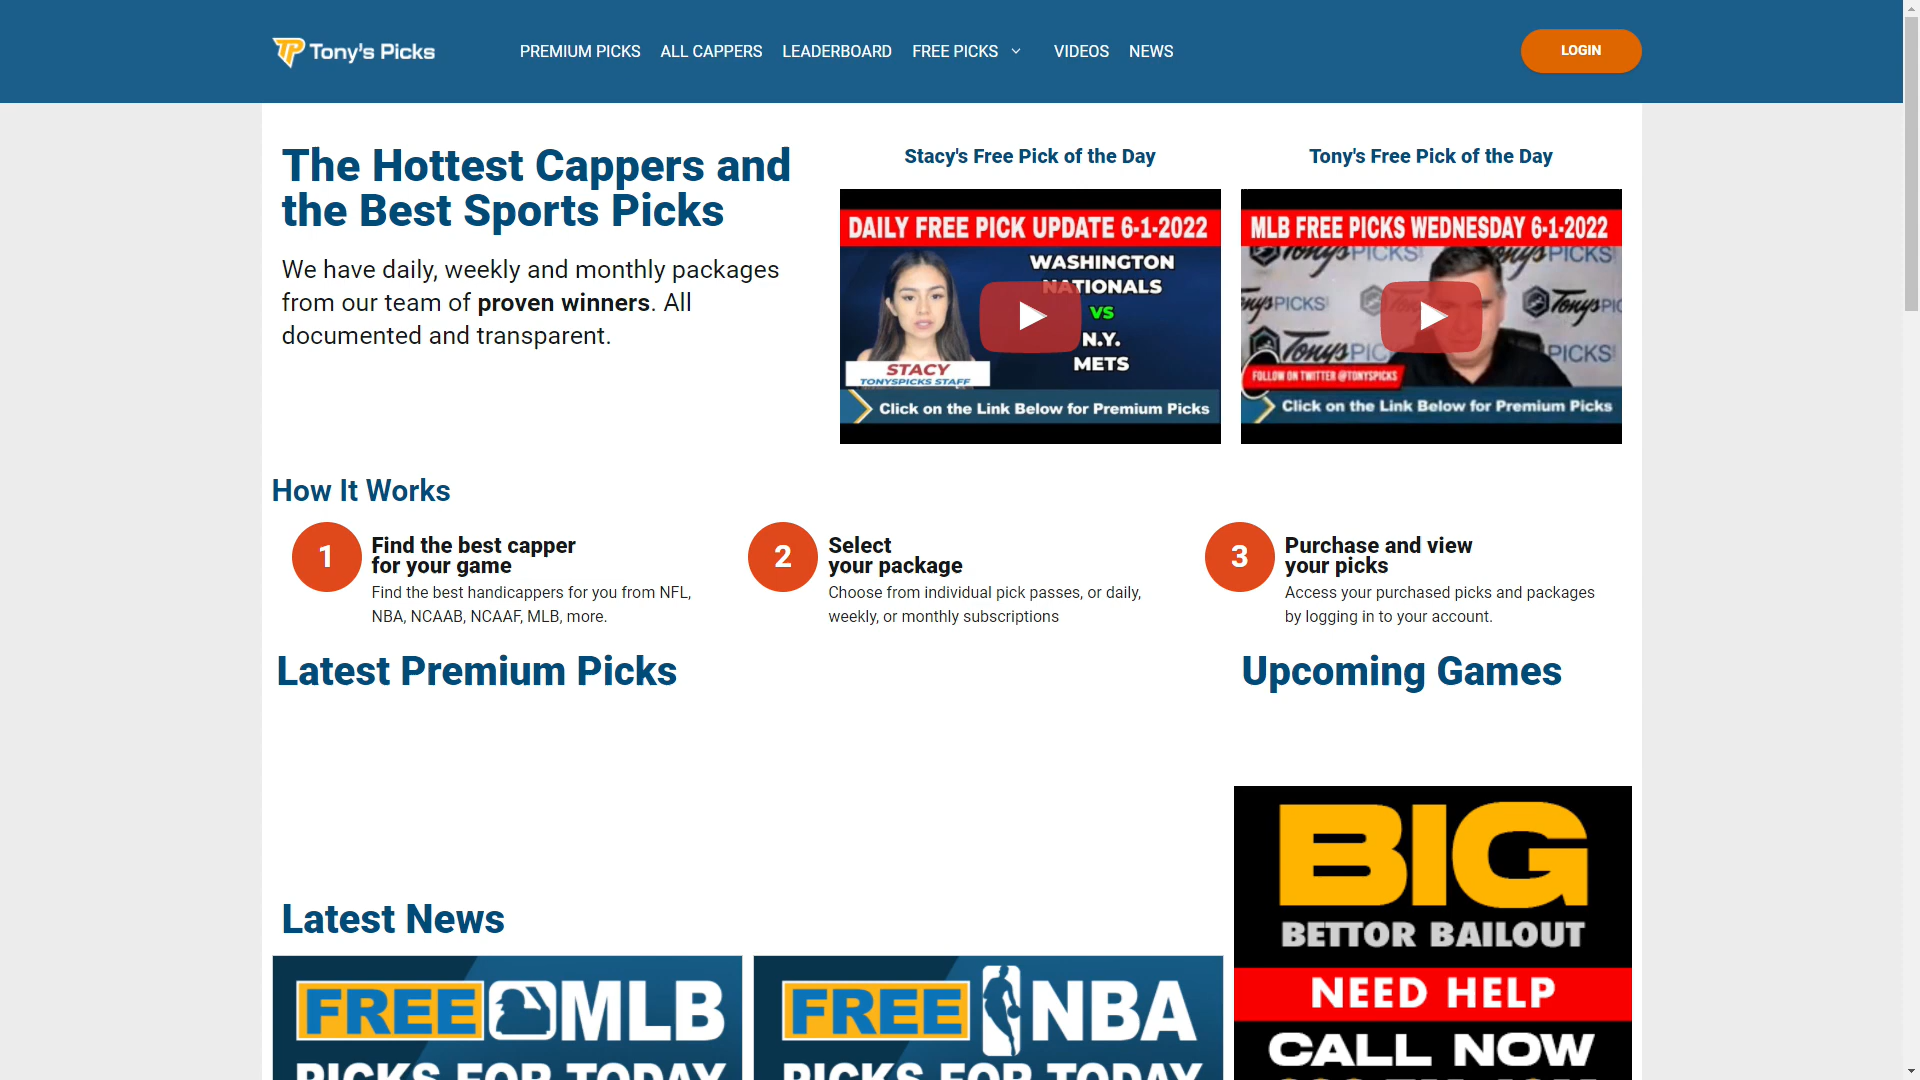 Tony's Picks
PREMIUM PICKS
ALL CAPPERS
LEADERBOARD
FREE PICKS
VIDEOS
NEWS
LOGIN
The Hottest Cappers and
the Best Sports Picks
We have daily, weekly and monthly packages
from our team of proven winners. All
documented and transparent.
Stacy's Free Pick of the Day
DAILY FREE PICK UPDATE 6-1-2022
WASHINGTON
NATIONALS
VS
N.Y.
METS
STACY
TONYSPICKS STAFF
Click on the Link Below for Premium Picks
Tony's Free Pick of the Day
MLB FREE PICKS WEDNESDAY 6-1-2022
FOLLOW ON TWITTER @TONYSPICKS
Click on the Link Below for Premium Picks
How It Works
1
Find the best capper
for your game
Find the best handicappers for you from NFL,
NBA, NCAAB, NCAAF, MLB, more.
2
Select
your package
Choose from individual pick passes, or daily,
weekly, or monthly subscriptions
3
Purchase and view
your picks
Access your purchased picks and packages
by logging in to your account.
Latest Premium Picks
Upcoming Games
Latest News
FREE MLB
PICKS FOR TODAY
FREE NBA
PICKS FOR TODAY
BIG
BETTOR BAILOUT
NEED HELP
CALL NOW